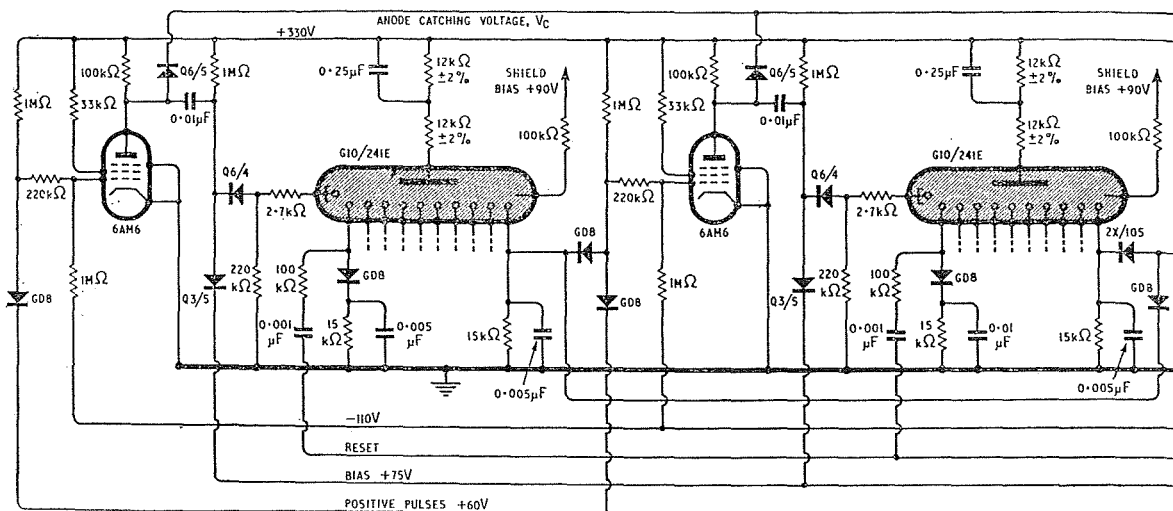 ANODE CATCHING VOLTAGE, VC
+330V
100kΩ
Q6/5
1MΩ
0·25µF
12kΩ
±2%
SHIELD
BIAS +90V
1MΩ
33kΩ
0·01µF
12kΩ
±2%
100kΩ
G10/241E
220kΩ
Q6/4
2·7kΩ
6AM6
1MΩ
220
kΩ
100
kΩ
GD8
GD8
GD8
GD8
Q3/5
0·001
µF
15
kΩ
0·005
µF
15kΩ
0·005µF
100kΩ
Q6/5
1MΩ
0·25µF
12kΩ
±2%
SHIELD
BIAS +90V
1MΩ
33kΩ
0·01µF
12kΩ
±2%
100kΩ
G10/241E
220kΩ
Q6/4
2·7kΩ
6AM6
2X/105
1MΩ
220
kΩ
100
kΩ
GD8
GD8
Q3/5
0·001
µF
15
kΩ
0·01
µF
15kΩ
0·005µF
−110V
RESET
BIAS +75V
POSITIVE PULSES +60V